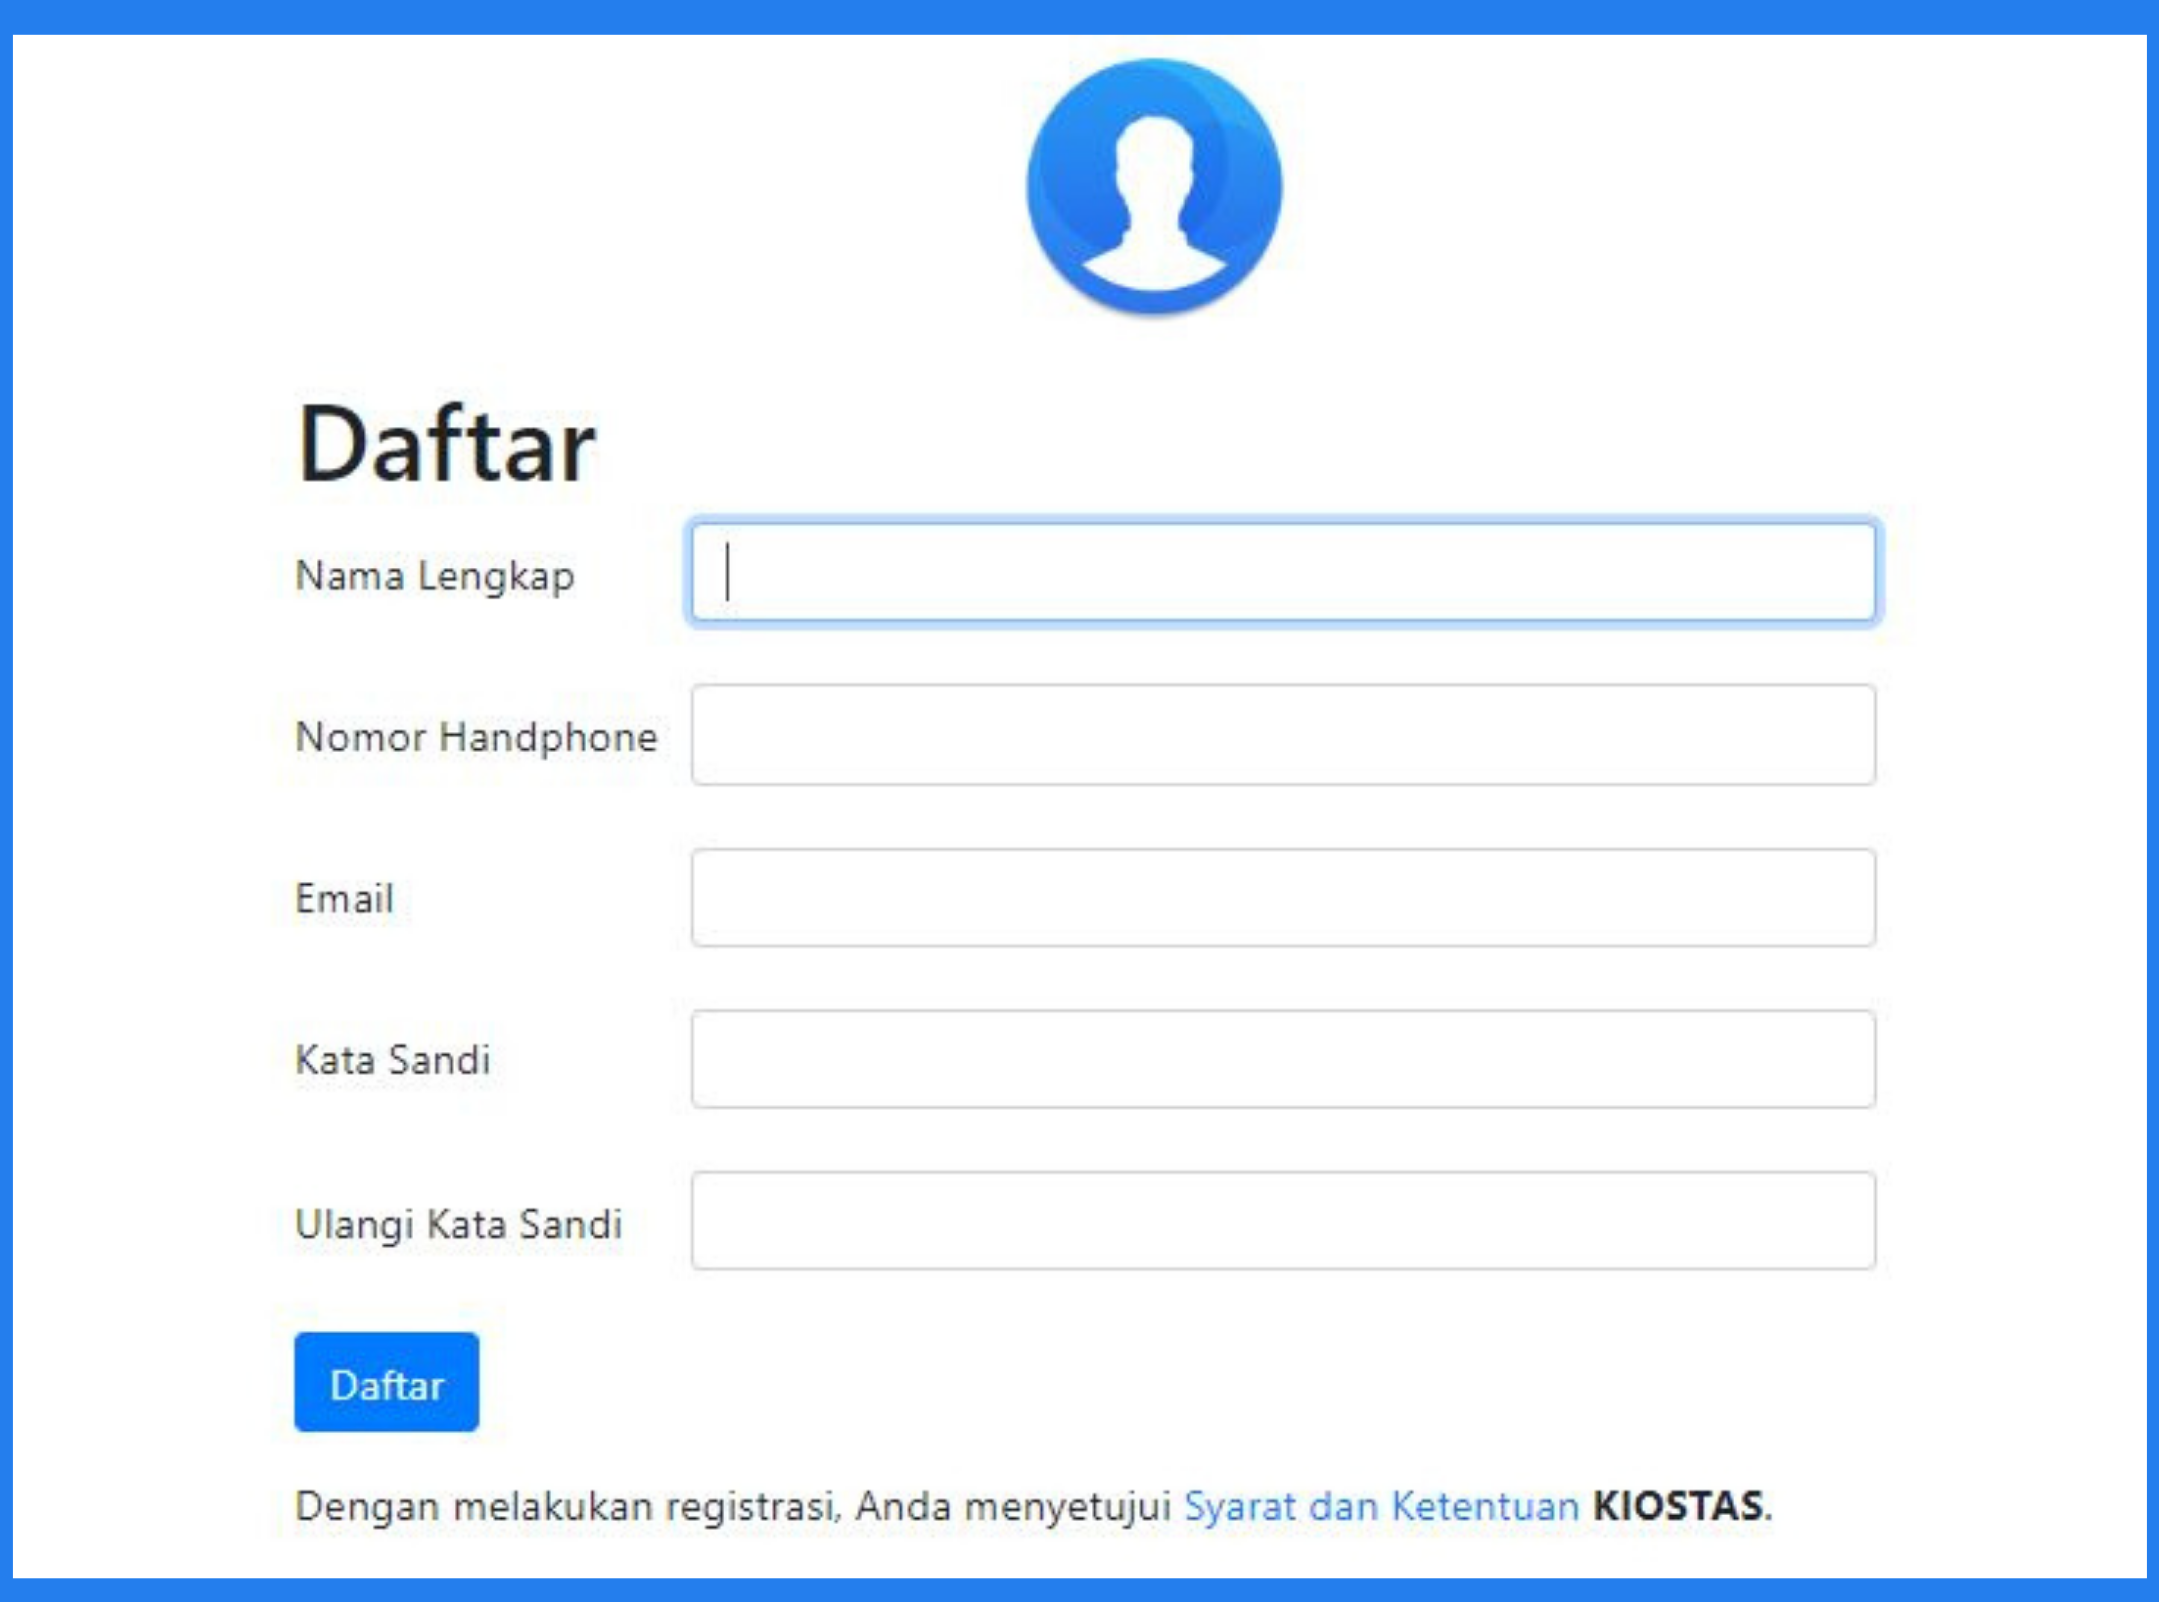 Daftar
Nama Lengkap
Nomor Handphone
Email
Kata Sandi
Ulangi Kata Sandi
Daftar
Dengan melakukan registrasi, Anda menyetujui Syarat dan Ketentuan KIOSTAS.